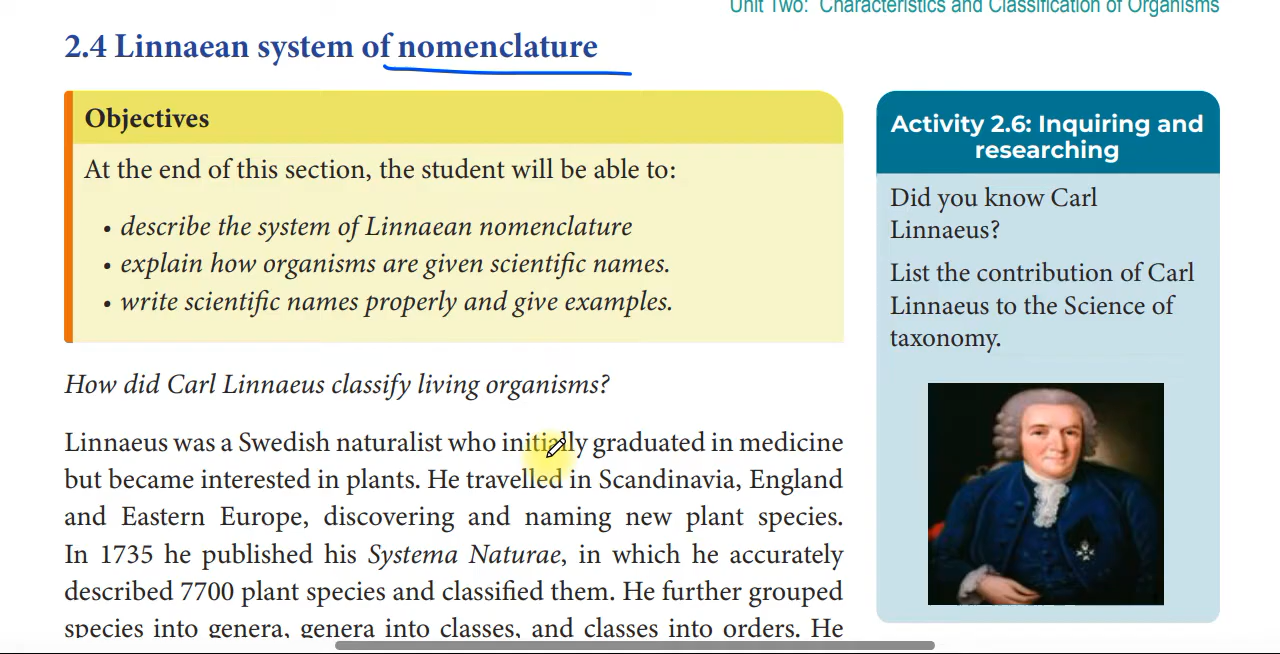 Unit Two: Characteristics and Classification of Organisms
2.4 Linnaean system of nomenclature
Objectives
At the end of this section, the student will be able to:
• describe the system of Linnaean nomenclature
• explain how organisms are given scientific names.
• write scientific names properly and give examples.
How did Carl Linnaeus classify living organisms?
Linnaeus was a Swedish naturalist who initially graduated in medicine
but became interested in plants. He travelled in Scandinavia, England
and Eastern Europe, discovering and naming new plant species.
In 1735 he published his Systema Naturae, in which he accurately
described 7700 plant species and classified them. He further grouped
species into genera, genera into classes, and classes into orders. He
Activity 2.6: Inquiring and
researching
Did you know Carl
Linnaeus?
List the contribution of Carl
Linnaeus to the Science of
taxonomy.